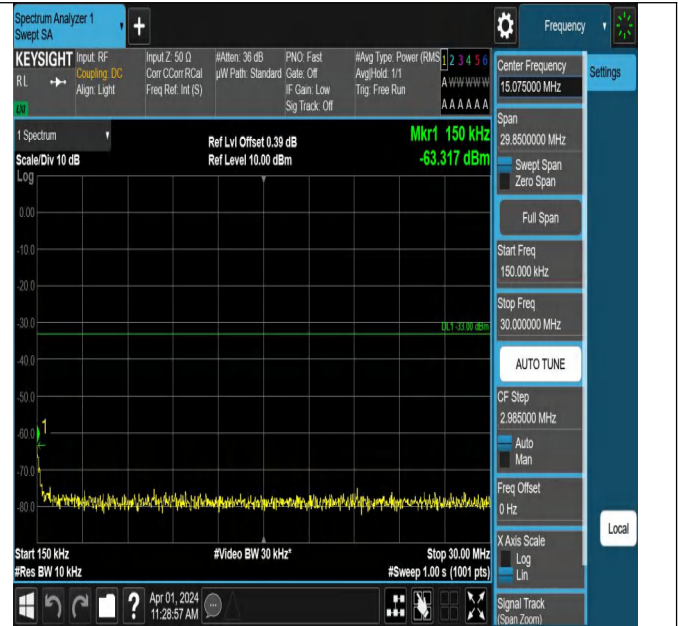 Spectrum Analyzer 1
Swept SA
Frequency
KEYSIGHT
RL
LXI
Input: RF
Coupling: DC
Align: Light
Input Z: 50 Ω
Corr CCorr RCal
Freq Ref: Int (S)
#Atten: 36 dB
µW Path: Standard
PNO: Fast
Gate: Off
IF Gain: Low
Sig Track: Off
#Avg Type: Power (RMS
Avg|Hold: 1/1
Trig: Free Run
1 2 3 4 5 6
A W W W W W
A A A A A A
1 Spectrum
Scale/Div 10 dB
Log
Ref Lvl Offset 0.39 dB
Ref Level 10.00 dBm
Mkr1 150 kHz
-63.317 dBm
0.00
-10.0
-20.0
-30.0
DL1 -33.00 dBm
-40.0
-50.0
1
-60.0
-70.0
-80.0
Start 150 kHz
#Video BW 30 kHz*
Stop 30.00 MHz
#Res BW 10 kHz
#Sweep 1.00 s (1001 pts)
Center Frequency
15.075000 MHz
Settings
Span
29.8500000 MHz
Swept Span
Zero Span
Full Span
Start Freq
150.000 kHz
Stop Freq
30.000000 MHz
AUTO TUNE
CF Step
2.985000 MHz
Auto
Man
Freq Offset
0 Hz
X Axis Scale
Log
Lin
Local
Signal Track
(Span Zoom)
?
Apr 01, 2024
11:28:57 AM